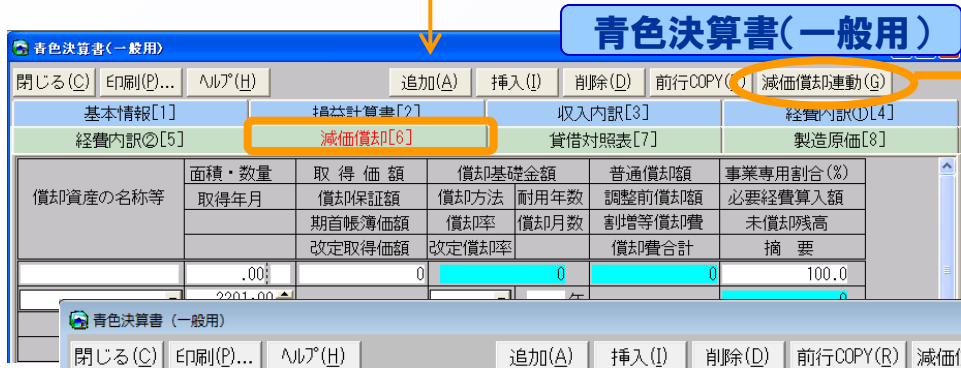 青色決算書(一般用)
青色決算書(一般用)
閉じる(C) 印刷(P)... ヘルプ(H) 追加(A) 挿入(I) 削除(D) 前行COPY( ) 減価償却連動(G)
基本情報[1] 損益計算書[2] 収入内訳[3] 経費内訳①[4]
経費内訳②[5] 減価償却[6] 貸借対照表[7] 製造原価[8]
面積・数量 取得価額 償却基礎金額 普通償却額 事業専用割合(%)
償却資産の名称等 取得年月 償却保証額 償却方法 耐用年数 調整前償却額 必要経費算入額
期首帳簿価額 償却率 償却月数 割増等償却費 未償却残高
改定取得価額 改定償却率 償却費合計 摘要
.00 0 0 0 100.0
青色決算書(一般用)
閉じる(C) 印刷(P)... ヘルプ(H) 追加(A) 挿入(I) 削除(D) 前行COPY(R) 減価